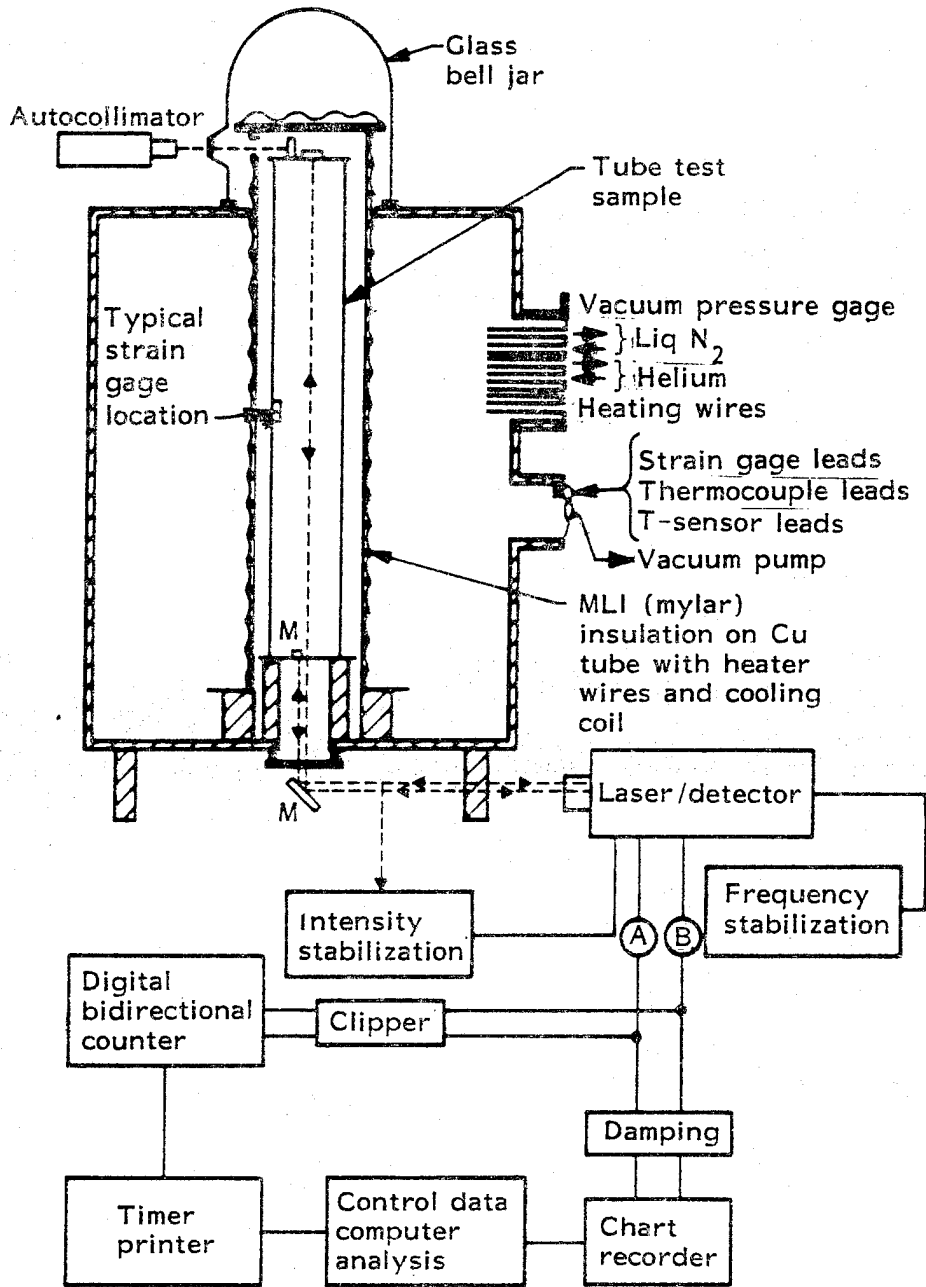 Glass
bell jar
Autocollimator
Tube test
sample
Typical
strain
gage
location
Vacuum pressure gage
Liq N2
Helium
Heating wires
Strain gage leads
Thermocouple leads
T-sensor leads
Vacuum pump
MLI (mylar)
insulation on Cu
tube with heater
wires and cooling
coil
M
M
Laser/detector
Intensity
stabilization
A
B
Frequency
stabilization
Digital
bidirectional
counter
Clipper
Damping
Timer
printer
Control data
computer
analysis
Chart
recorder